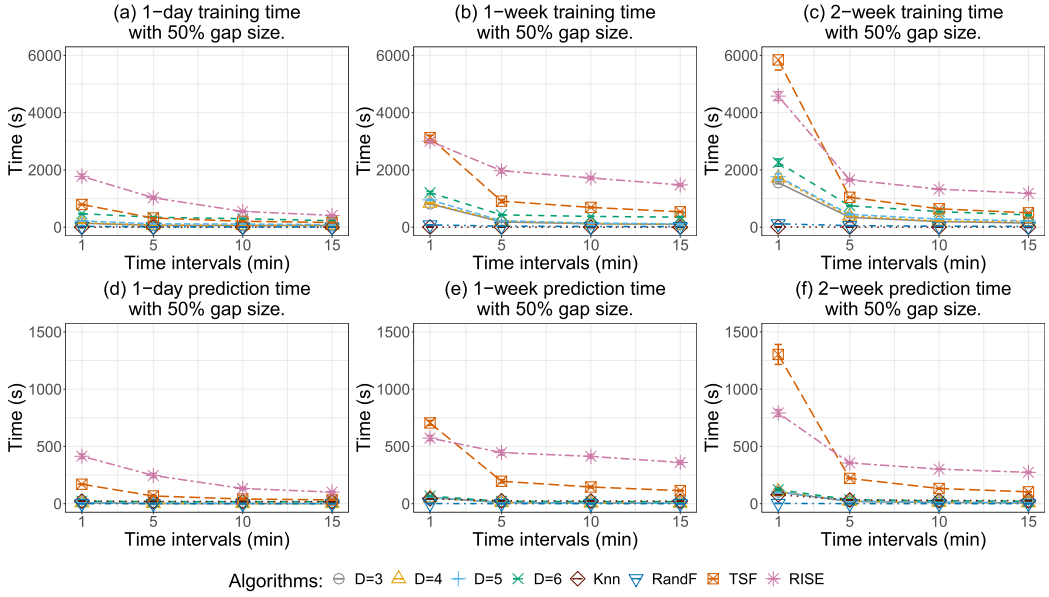 (a) 1−day training time
with 50% gap size.
(b) 1−week training time
with 50% gap size.
(c) 2−week training time
with 50% gap size.
Time (s)
6000
4000
2000
0
1 5 10 15
Time intervals (min)
Time (s)
6000
4000
2000
0
1 5 10 15
Time intervals (min)
Time (s)
6000
4000
2000
0
1 5 10 15
Time intervals (min)
(d) 1−day prediction time
with 50% gap size.
(e) 1−week prediction time
with 50% gap size.
(f) 2−week prediction time
with 50% gap size.
Time (s)
1500
1000
500
0
1 5 10 15
Time intervals (min)
Time (s)
1500
1000
500
0
1 5 10 15
Time intervals (min)
Time (s)
1500
1000
500
0
1 5 10 15
Time intervals (min)
Algorithms: D=3 D=4 D=5 D=6 Knn RandF TSF RISE